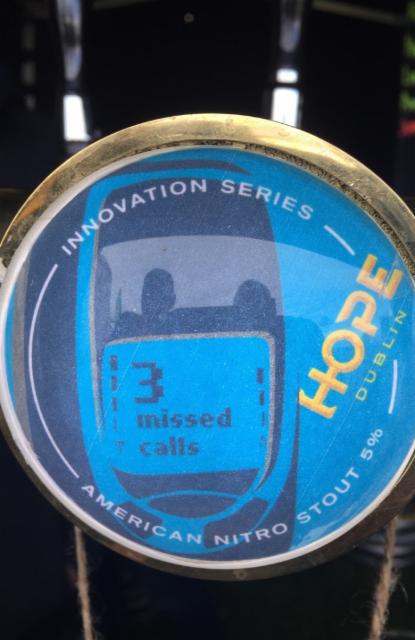 INNOVATION SERIES
HOPE
DUBLIN
3
missed
calls
AMERICAN NITRO STOUT 5%